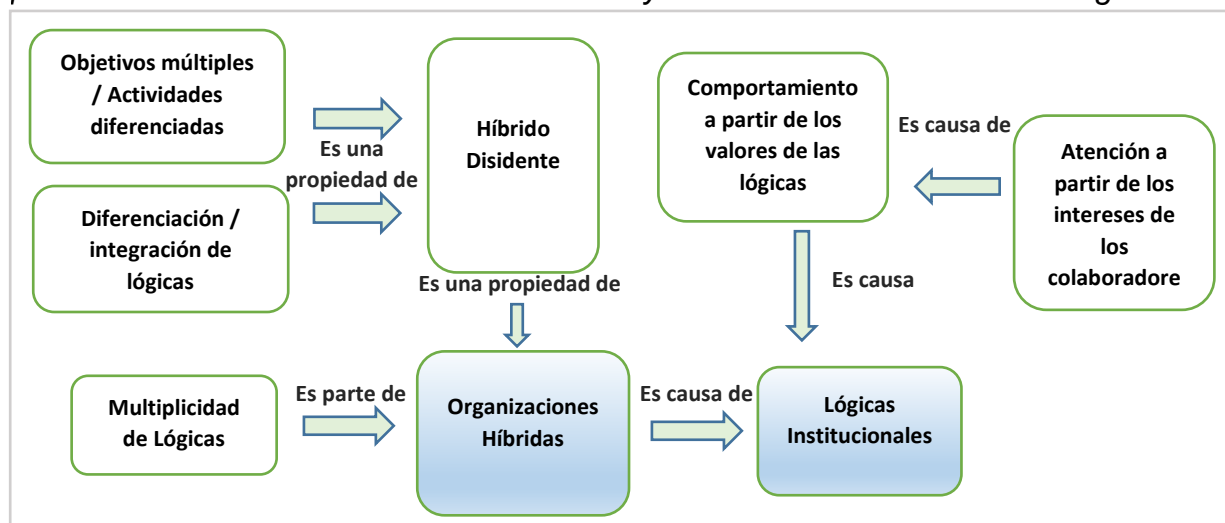 Objetivos múltiples
/ Actividades
diferenciadas
Es una
propiedad de
Diferenciación /
integración de
lógicas
Híbrido
Disidente
Es una propiedad de
Comportamiento
a partir de los
valores de las
lógicas
Es causa de
Atención a
partir de los
intereses de
los
colaboradore
Es causa
Multiplicidad
de Lógicas
Es parte de
Organizaciones
Híbridas
Es causa de
Lógicas
Institucionales